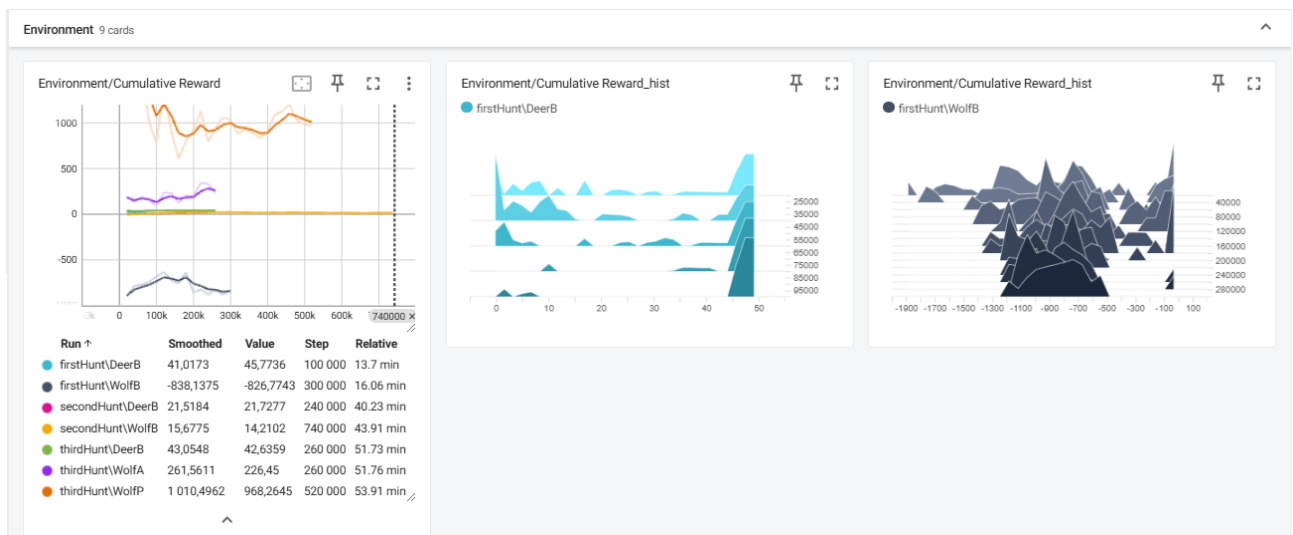 Environment 9 cards
Environment/Cumulative Reward
1000
500
0
-500
0 100k 200k 300k 400k 500k 600k 740000 ×
Run ↑ Smoothed Value Step Relative
firstHunt\DeerB 41,0173 45,7736 100 000 13.7 min
firstHunt\WolfB -838,1375 -826,7743 300 000 16.06 min
secondHunt\DeerB 21,5184 21,7277 240 000 40.23 min
secondHunt\WolfB 15,6775 14,2102 740 000 43.91 min
thirdHunt\DeerB 43,0548 42,6359 260 000 51.73 min
thirdHunt\WolfA 261,5611 226,45 260 000 51.76 min
thirdHunt\WolfP 1 010,4962 968,2645 520 000 53.91 min
Environment/Cumulative Reward_hist
firstHunt\DeerB
25000
35000
45000
55000
65000
75000
85000
95000
0 10 20 30 40 50
Environment/Cumulative Reward_hist
firstHunt\WolfB
40000
80000
120000
160000
200000
240000
280000
-1900 -1700 -1500 -1300 -1100 -900 -700 -500 -300 -100 100